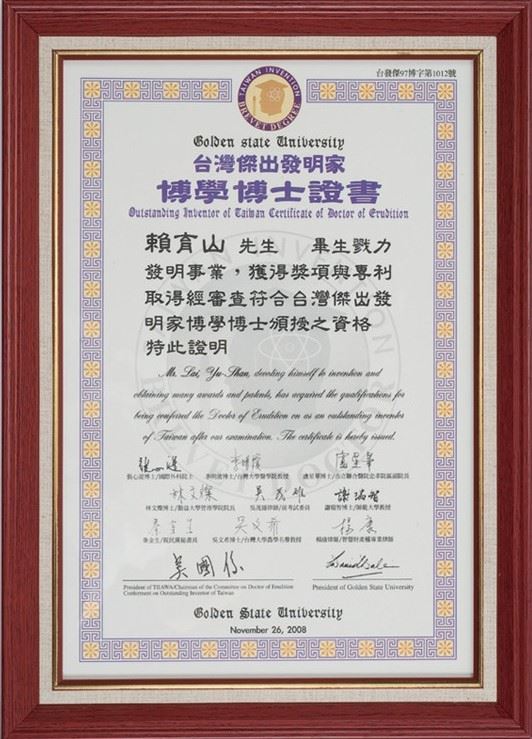 台發傑97博字第1012號
TAIWAN INVENTION
BREVET DEGREE
Golden state University
台灣傑出發明家
博學博士證書
Outstanding Inventor of Taiwan Certificate of Doctor of Erudition
賴育山 先生 畢生戮力
發明事業，獲得獎項與專利
取得經審查符合台灣傑出發
明家博學博士頒授之資格
特此證明
Mr. Lai, Yu-Shan, devoting himself to invention and
obtaining many awards and patents, has acquired the qualifications for
being conferred the Doctor of Erudition on as an outstanding inventor
of Taiwan after our examination. The certificate is hereby issued.
President of TIIAWA/Chairman of the Committee on Doctor of Erudition
Conferment on Outstanding Inventor of Taiwan
President of Golden State University
Golden State University
November 26, 2008